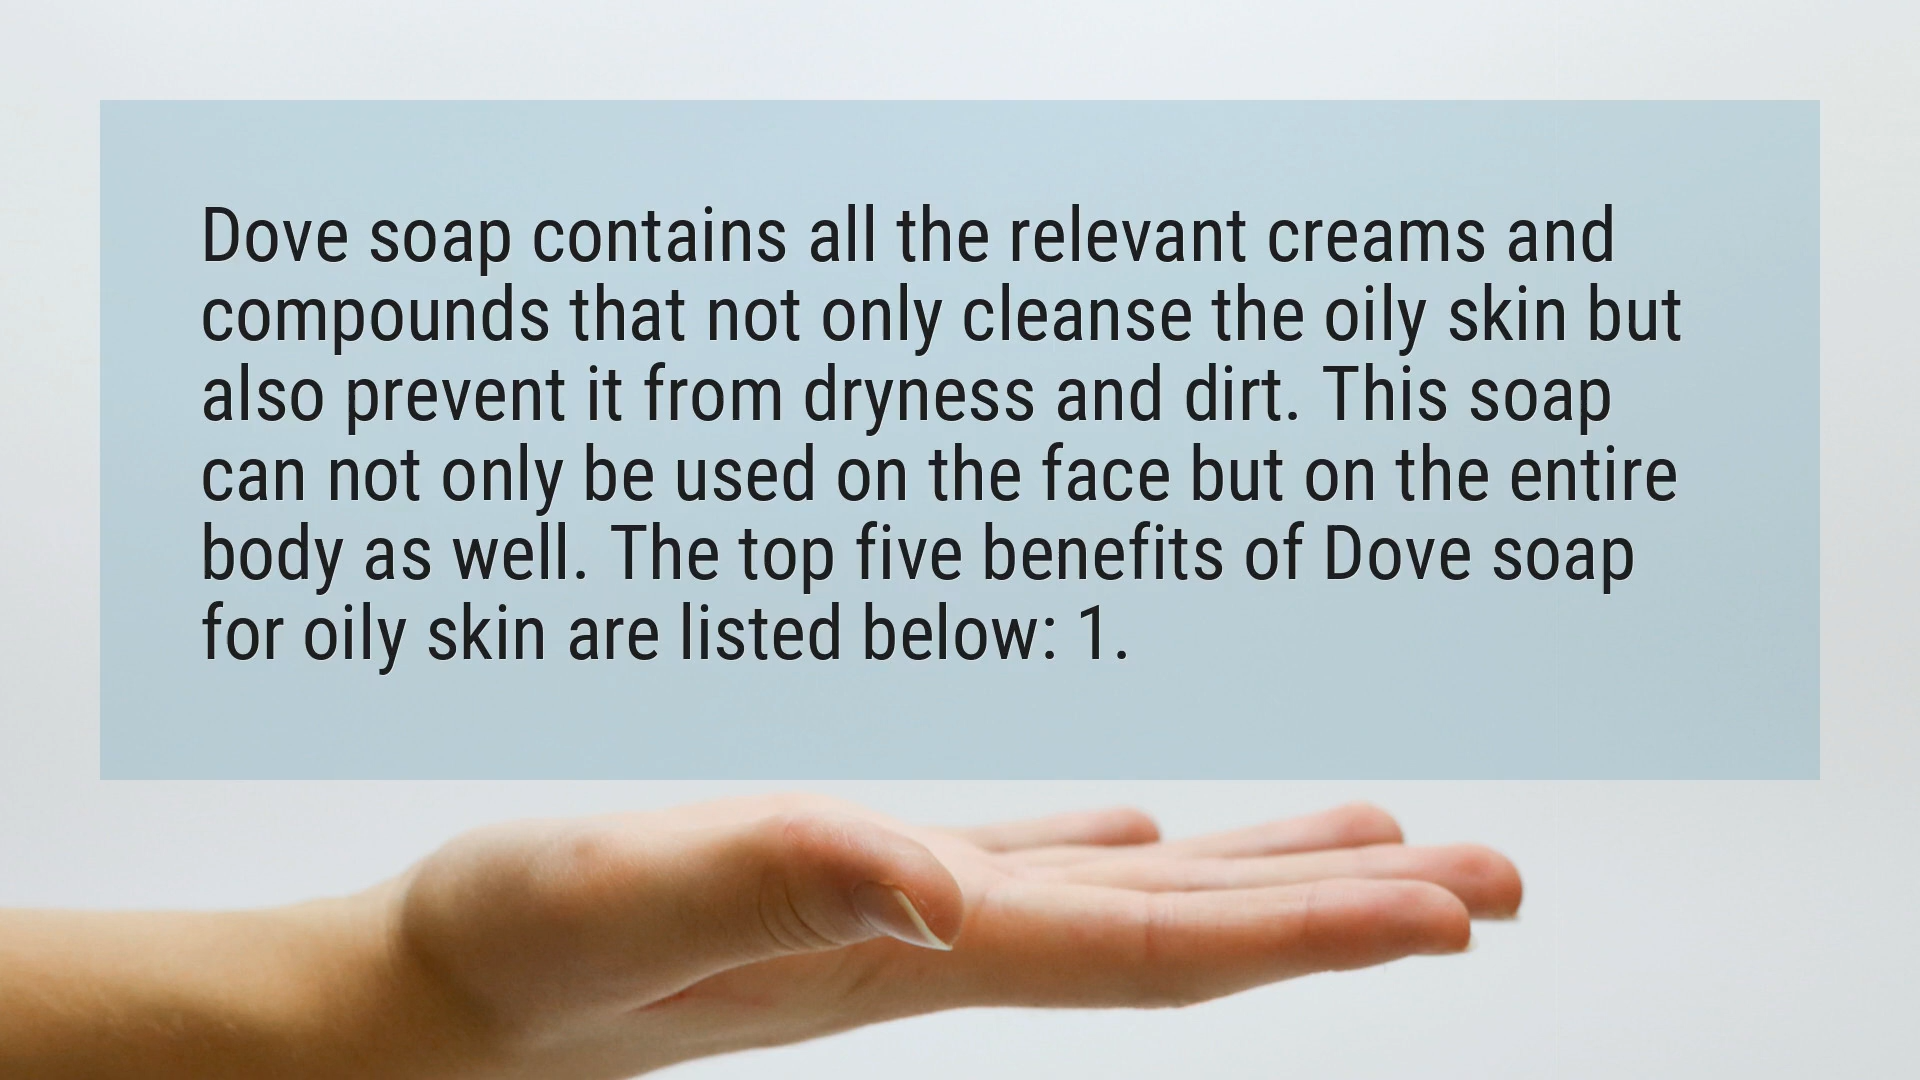 Dove soap contains all the relevant creams and
compounds that not only cleanse the oily skin but
also prevent it from dryness and dirt. This soap
can not only be used on the face but on the entire
body as well. The top five benefits of Dove soap
for oily skin are listed below: 1.